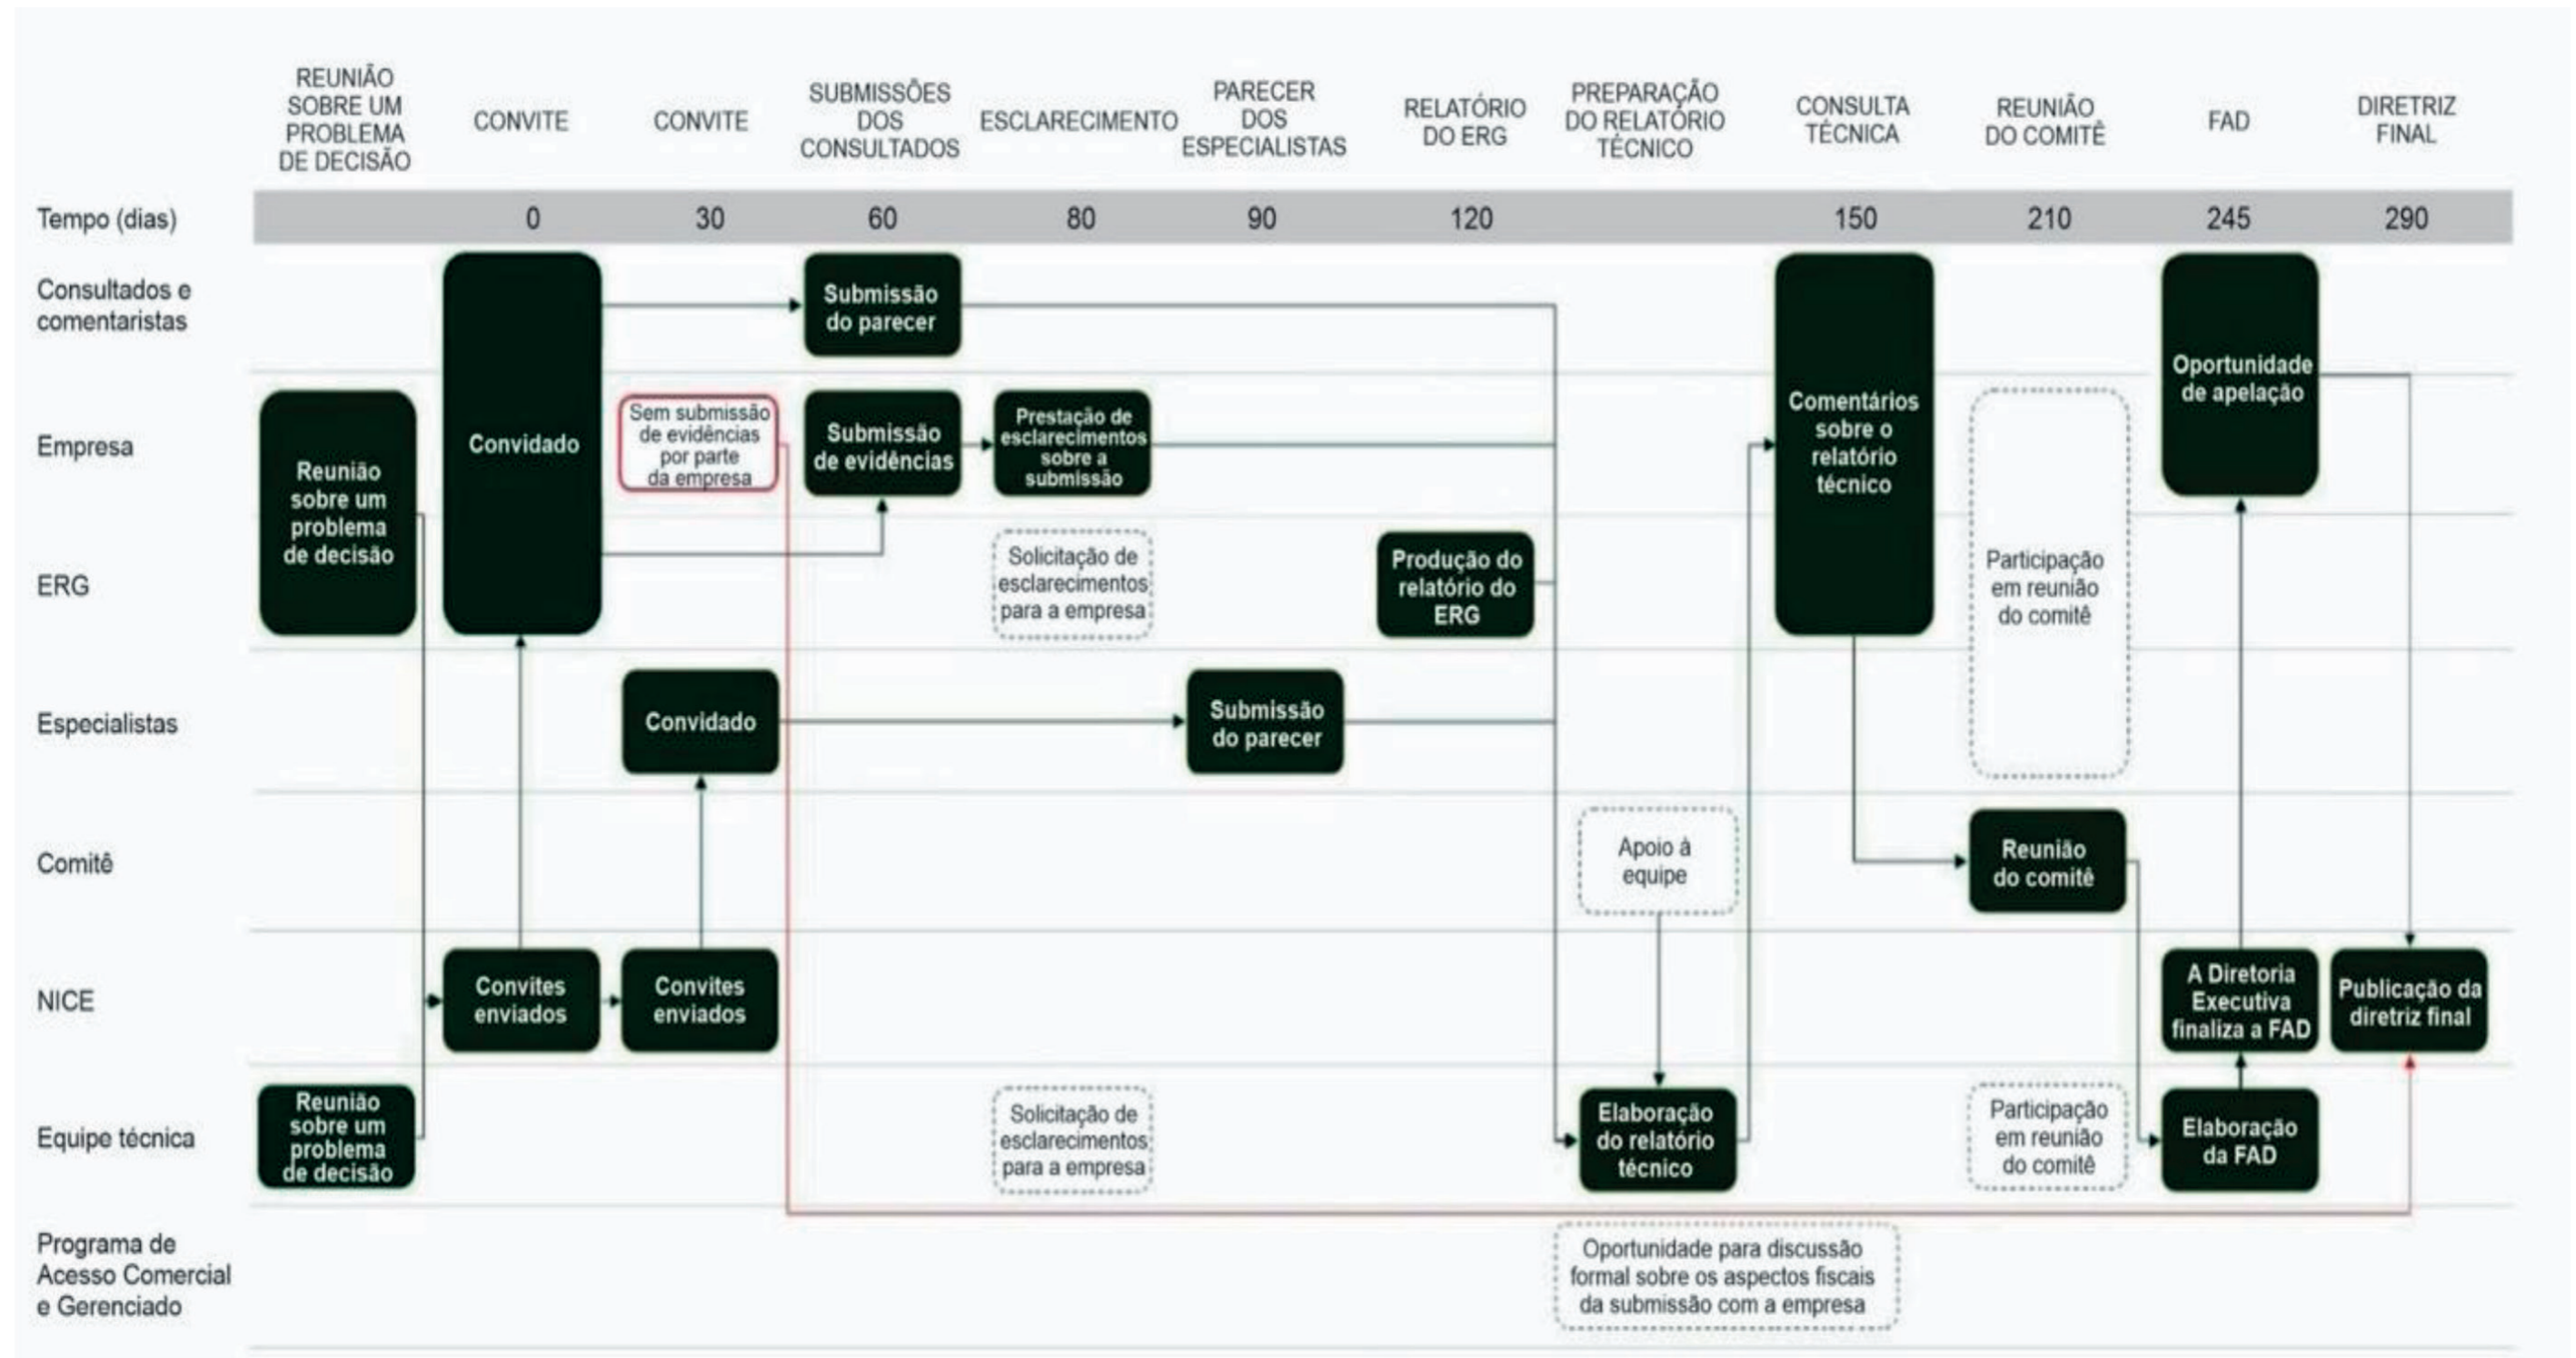 REUNIÃO
SOBRE UM
PROBLEMA
DE DECISÃO
CONVITE
CONVITE
SUBMISSÕES
DOS
CONSULTADOS
ESCLARECIMENTO
PARECER
DOS
ESPECIALISTAS
RELATÓRIO
DO ERG
PREPARAÇÃO
DO RELATÓRIO
TÉCNICO
CONSULTA
TÉCNICA
REUNIÃO
DO COMITÊ
FAD
DIRETRIZ
FINAL
Tempo (dias)
0
30
60
80
90
120
150
210
245
290
Consultados e
comentaristas
Submissão
do parecer
Oportunidade
de apelação
Empresa
Reunião
sobre um
problema
de decisão
Convidado
Sem submissão
de evidências
por parte
da empresa
Submissão
de evidências
Prestação de
esclarecimentos
sobre a
submissão
Comentários
sobre o
relatório
técnico
ERG
Solicitação de
esclarecimentos
para a empresa
Produção do
relatório do
ERG
Participação
em reunião
do comitê
Especialistas
Convidado
Submissão
do parecer
Comitê
Apoio à
equipe
Reunião
do comitê
NICE
Convites
enviados
Convites
enviados
A Diretoria
Executiva
finaliza a FAD
Publicação da
diretriz final
Equipe técnica
Reunião
sobre um
problema
de decisão
Solicitação de
esclarecimentos
para a empresa
Elaboração
do relatório
técnico
Participação
em reunião
do comitê
Elaboração
da FAD
Programa de
Acesso Comercial
e Gerenciado
Oportunidade para discussão
formal sobre os aspectos fiscais
da submissão com a empresa